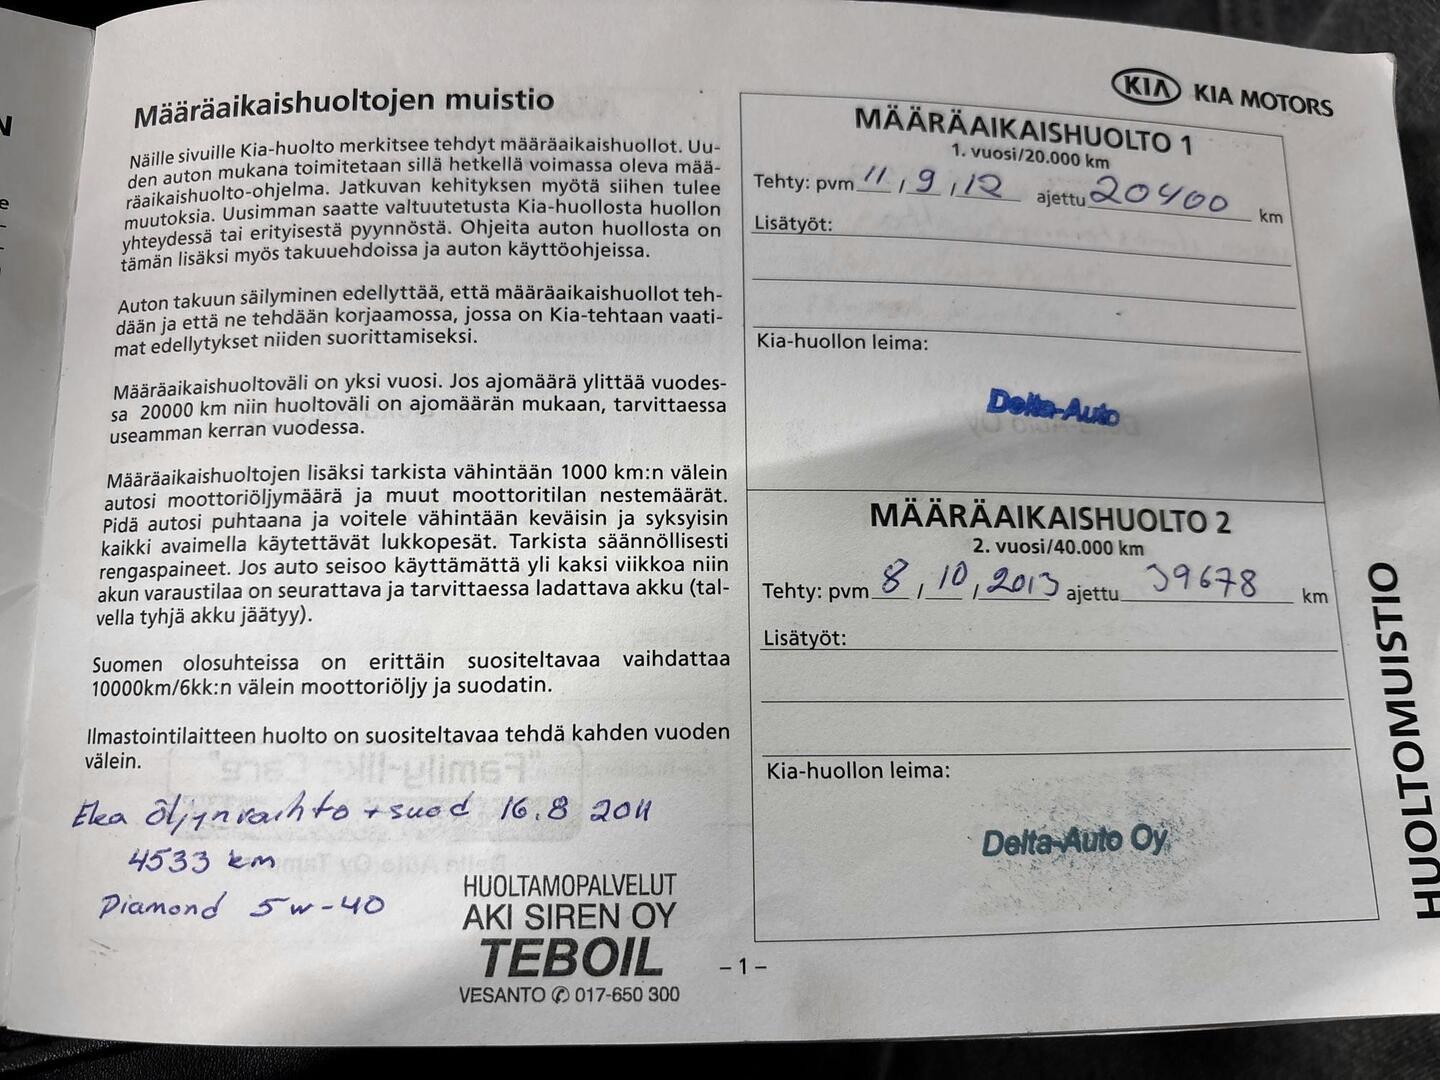 Määräaikaishuoltojen muistio
Näille sivuille Kia-huolto merkitsee tehdyt määräaikaishuollot. Uu-
den auton mukana toimitetaan sillä hetkellä voimassa oleva mää-
räaikaishuolto-ohjelma. Jatkuvan kehityksen myötä siihen tulee
muutoksia. Uusimman saatte valtuutetusta Kia-huollosta huollon
yhteydessä tai erityisestä pyynnöstä. Ohjeita auton huollosta on
tämän lisäksi myös takuuehdoissa ja auton käyttöohjeissa.
Auton takuun säilyminen edellyttää, että määräaikaishuollot teh-
dään ja että ne tehdään korjaamossa, jossa on Kia-tehtaan vaati-
mat edellytykset niiden suorittamiseksi.
Määräaikaishuoltoväli on yksi vuosi. Jos ajomäärä ylittää vuodes-
sa 20000 km niin huoltoväli on ajomäärän mukaan, tarvittaessa
useamman kerran vuodessa.
Määräaikaishuoltojen lisäksi tarkista vähintään 1000 km:n välein
autosi moottoriöljymäärä ja muut moottoritilan nestemäärät.
Pidä autosi puhtaana ja voitele vähintään keväisin ja syksyisin
kaikki avaimella käytettävät lukkopesät. Tarkista säännöllisesti
rengaspaineet. Jos auto seisoo käyttämättä yli kaksi viikkoa niin
akun varaustilaa on seurattava ja tarvittaessa ladattava akku (tal-
vella tyhjä akku jäätyy).
Suomen olosuhteissa on erittäin suositeltavaa vaihdattaa
10000km/6kk:n välein moottoriöljy ja suodatin.
Ilmastointilaitteen huolto on suositeltavaa tehdä kahden vuoden
välein.
Eka öljynvaihto + suod 16.8 2011
4533 km
Diamond 5w-40
HUOLTAMOPALVELUT
AKI SIREN OY
TEBOIL
VESANTO ✆ 017-650 300
– 1 –
KIA KIA MOTORS
MÄÄRÄAIKAISHUOLTO 1
1. vuosi/20.000 km
Tehty: pvm 11 / 9 / 12 ajettu 20400 km
Lisätyöt:
Kia-huollon leima:
Delta-Auto
MÄÄRÄAIKAISHUOLTO 2
2. vuosi/40.000 km
Tehty: pvm 8 / 10 / 2013 ajettu 39678 km
Lisätyöt:
Kia-huollon leima:
Delta-Auto Oy
HUOLTOMUISTIO